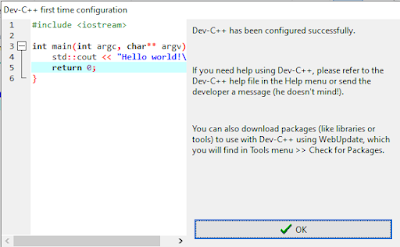 Dev-C++ first time configuration
1 #include <iostream>
2
3 int main(int argc, char** argv)
4 std::cout << "Hello world!\
5 return 0;
6 }
Dev-C++ has been configured successfully.
If you need help using Dev-C++, please refer to the
Dev-C++ help file in the Help menu or send the
developer a message (he doesn't mind!).
You can also download packages (like libraries or
tools) to use with Dev-C++ using WebUpdate, which
you will find in Tools menu >> Check for Packages.
OK